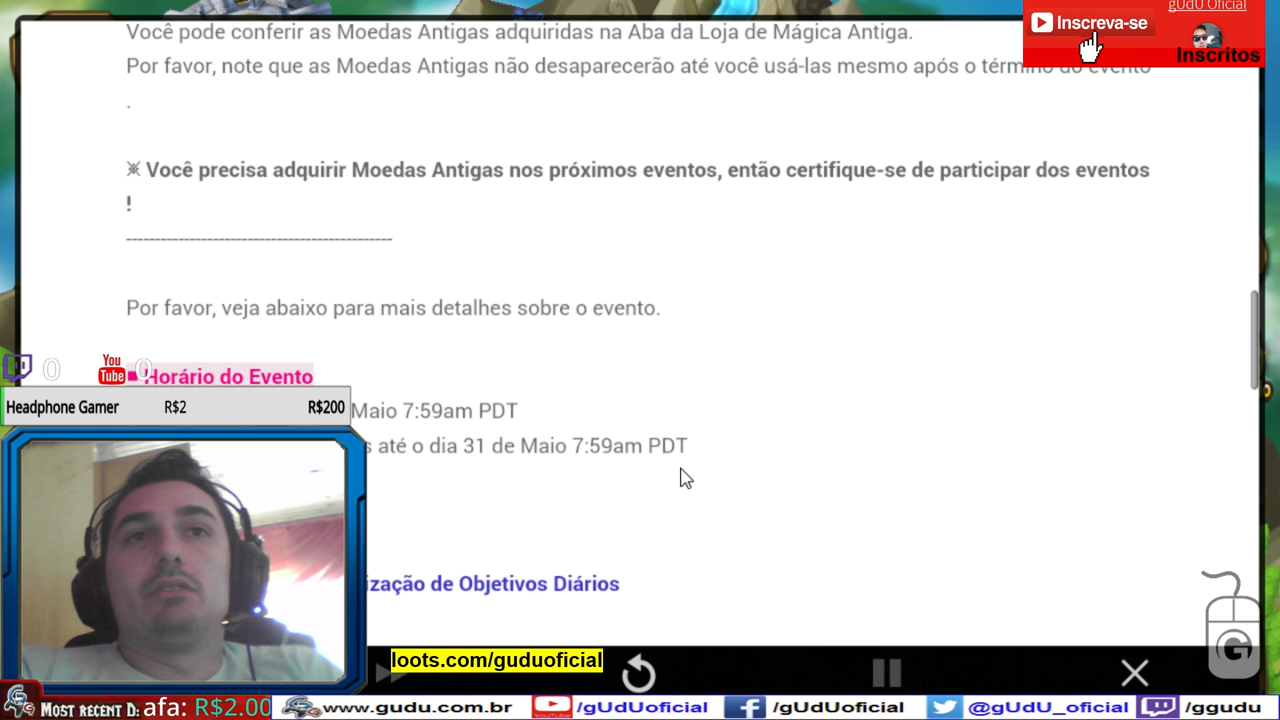 gUdU Oficial
Inscreva-se
Inscritos
Você pode conferir as Moedas Antigas adquiridas na Aba da Loja de Mágica Antiga.
Por favor, note que as Moedas Antigas não desaparecerão até você usá-las mesmo após o término do evento
.
※ Você precisa adquirir Moedas Antigas nos próximos eventos, então certifique-se de participar dos eventos
!
--------------------------------------------
Por favor, veja abaixo para mais detalhes sobre o evento.
0 You Tube 0
■ Horário do Evento
Headphone Gamer R$2 R$200
Maio 7:59am PDT
s até o dia 31 de Maio 7:59am PDT
ização de Objetivos Diários
G
loots.com/guduoficial
Most recent D: afa: R$2.00 www.gudu.com.br YouTube /gUdUoficial /gUdUoficial @gUdU_oficial /ggudu